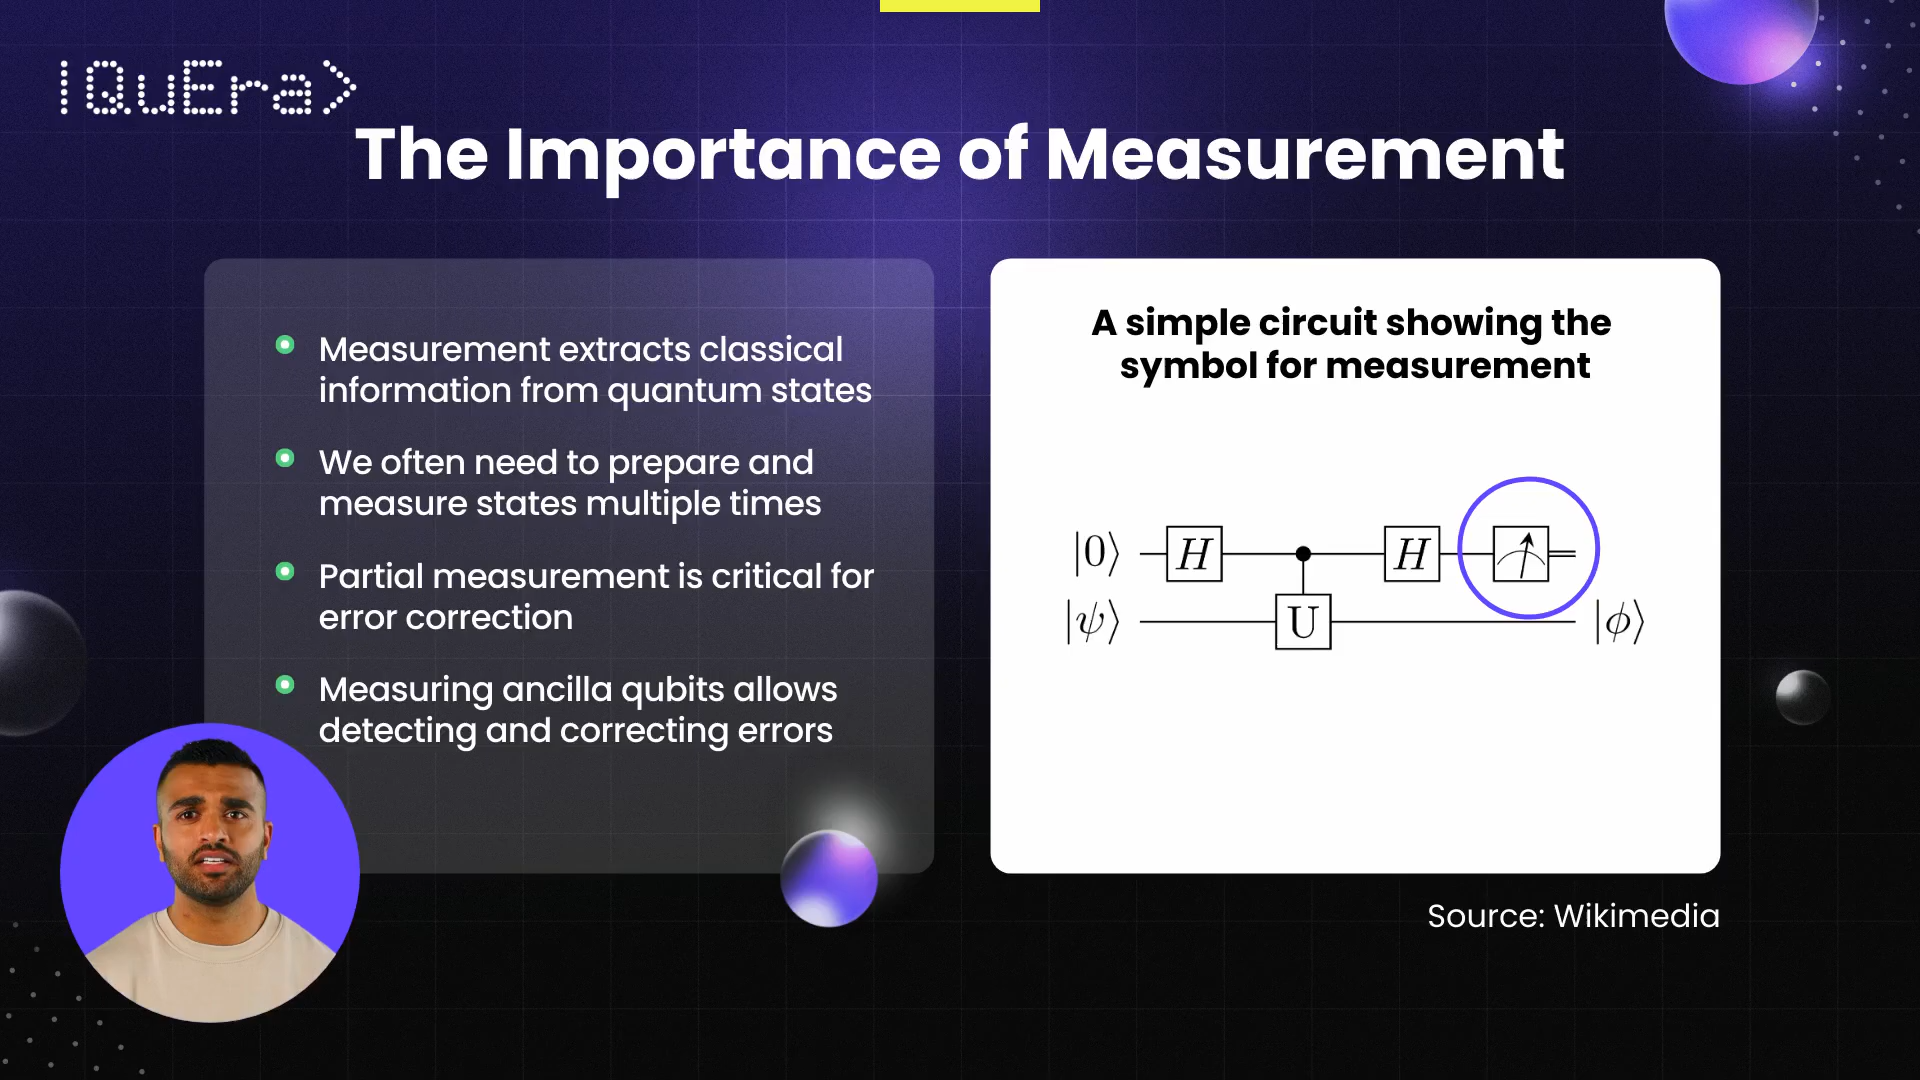 |QuEra>
The Importance of Measurement
Measurement extracts classical
information from quantum states
We often need to prepare and
measure states multiple times
Partial measurement is critical for
error correction
Measuring ancilla qubits allows
detecting and correcting errors
A simple circuit showing the
symbol for measurement
|0⟩ H H
|ψ⟩ U |ϕ⟩
Source: Wikimedia